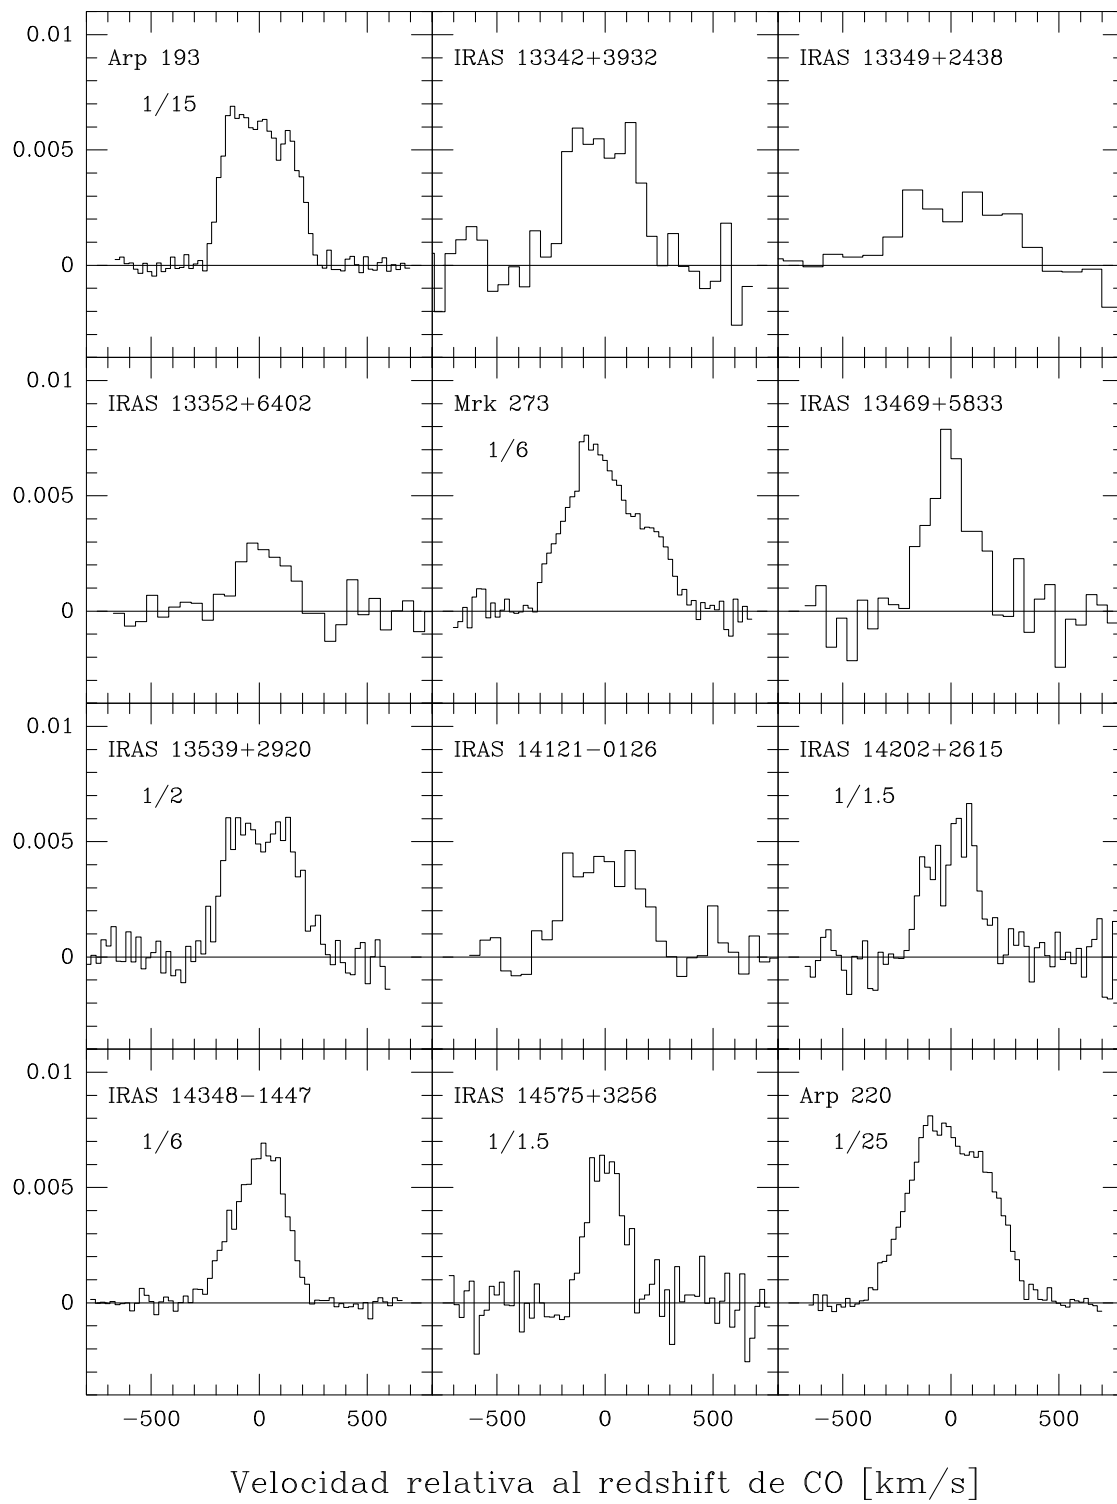 0.01
Arp 193
IRAS 13342+3932
IRAS 13349+2438
1/15
0.005
0
0.01
IRAS 13352+6402
Mrk 273
IRAS 13469+5833
1/6
0.005
0
0.01
IRAS 13539+2920
IRAS 14121−0126
IRAS 14202+2615
1/2
1/1.5
0.005
0
0.01
IRAS 14348−1447
IRAS 14575+3256
Arp 220
1/6
1/1.5
1/25
0.005
0
−500 0 500 −500 0 500 −500 0 500
Velocidad relativa al redshift de CO [km/s]